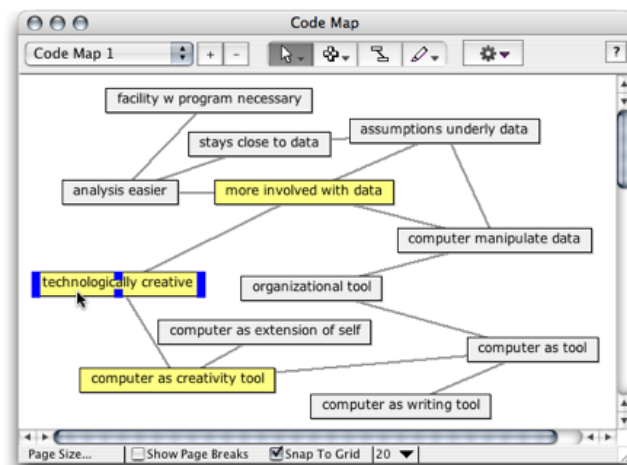 Code Map
Code Map 1
+
-
?
facility w program necessary
assumptions underly data
stays close to data
analysis easier
more involved with data
computer manipulate data
technologically creative
organizational tool
computer as extension of self
computer as tool
computer as creativity tool
computer as writing tool
Page Size...
Show Page Breaks
Snap To Grid
20